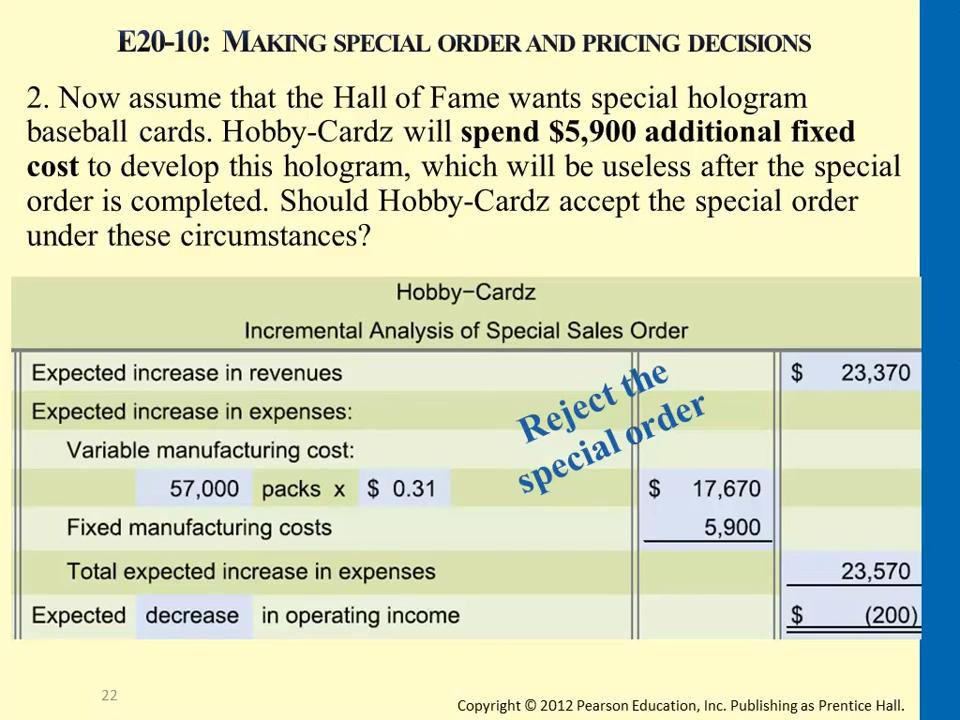 E20-10: MAKING SPECIAL ORDER AND PRICING DECISIONS
2. Now assume that the Hall of Fame wants special hologram
baseball cards. Hobby-Cardz will spend $5,900 additional fixed
cost to develop this hologram, which will be useless after the special
order is completed. Should Hobby-Cardz accept the special order
under these circumstances?
Hobby−Cardz
Incremental Analysis of Special Sales Order
Expected increase in revenues $ 23,370
Expected increase in expenses:
Reject the
special order
Variable manufacturing cost:
57,000 packs x $ 0.31 $ 17,670
Fixed manufacturing costs 5,900
Total expected increase in expenses 23,570
Expected decrease in operating income $ (200)
22
Copyright © 2012 Pearson Education, Inc. Publishing as Prentice Hall.